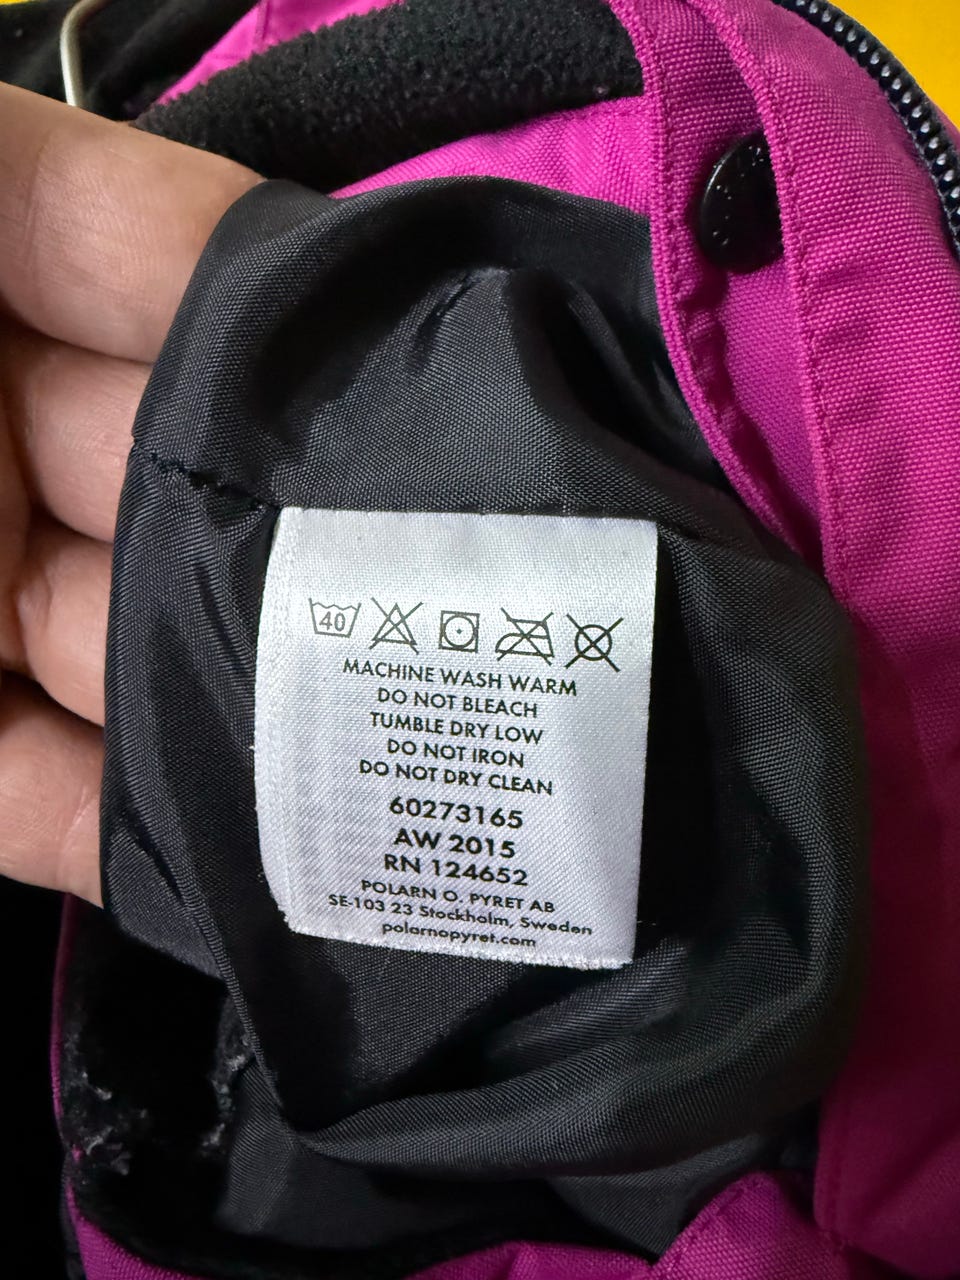 40
MACHINE WASH WARM
DO NOT BLEACH
TUMBLE DRY LOW
DO NOT IRON
DO NOT DRY CLEAN
60273165
AW 2015
RN 124652
POLARN O. PYRET AB
SE-103 23 Stockholm, Sweden
polarnopyret.com